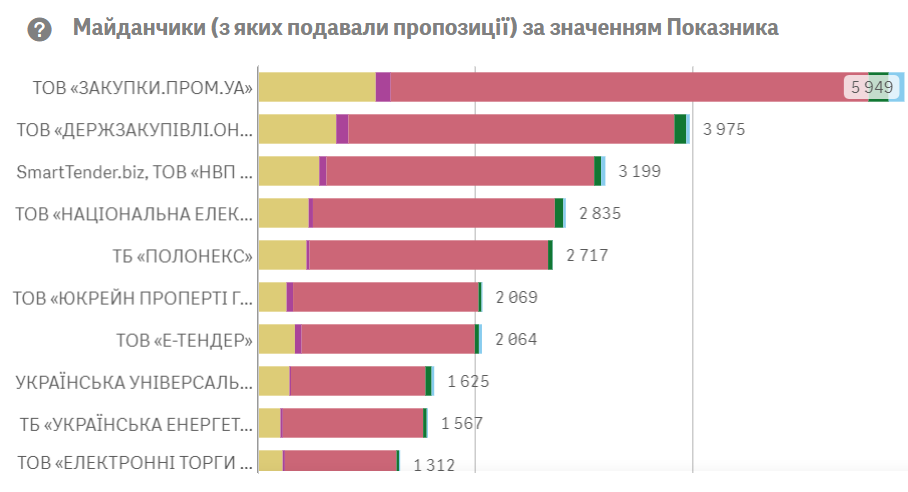 ? Майданчики (з яких подавали пропозиції) за значенням Показника
ТОВ «ЗАКУПКИ.ПРОМ.УА» 5 949
ТОВ «ДЕРЖЗАКУПІВЛІ.ОН... 3 975
SmartTender.biz, ТОВ «НВП ... 3 199
ТОВ «НАЦІОНАЛЬНА ЕЛЕК... 2 835
ТБ «ПОЛОНЕКС» 2 717
ТОВ «ЮКРЕЙН ПРОПЕРТІ Г... 2 069
ТОВ «Е-ТЕНДЕР» 2 064
УКРАЇНСЬКА УНІВЕРСАЛЬ... 1 625
ТБ «УКРАЇНСЬКА ЕНЕРГЕТ... 1 567
ТОВ «ЕЛЕКТРОННІ ТОРГИ ... 1 312